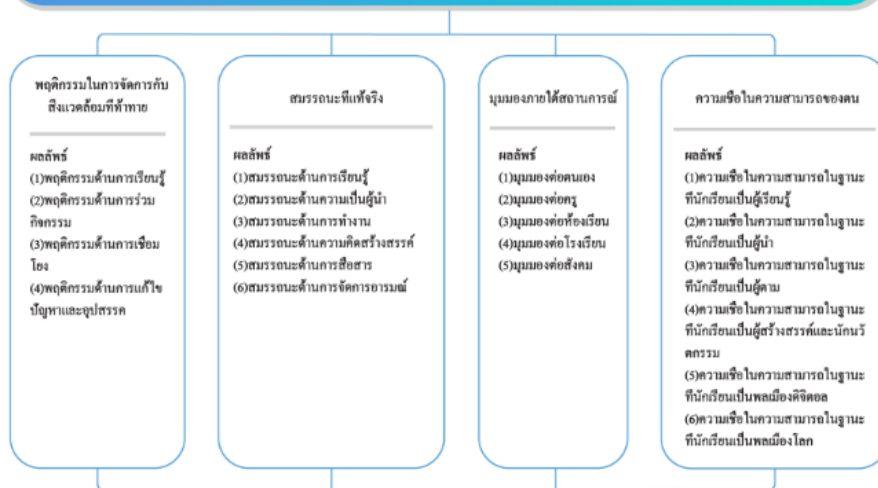 พฤติกรรมในการจัดการกับ
สิ่งแวดล้อมที่ท้าทาย
ผลลัพธ์
(1)พฤติกรรมด้านการเรียนรู้
(2)พฤติกรรมด้านการร่วม
กิจกรรม
(3)พฤติกรรมด้านการเชื่อม
โยง
(4)พฤติกรรมด้านการแก้ไข
ปัญหาและอุปสรรค
สมรรถนะที่แท้จริง
ผลลัพธ์
(1)สมรรถนะด้านการเรียนรู้
(2)สมรรถนะด้านความเป็นผู้นำ
(3)สมรรถนะด้านการทำงาน
(4)สมรรถนะด้านความคิดสร้างสรรค์
(5)สมรรถนะด้านการสื่อสาร
(6)สมรรถนะด้านการจัดการอารมณ์
มุมมองภายใต้สถานการณ์
ผลลัพธ์
(1)มุมมองต่อตนเอง
(2)มุมมองต่อครู
(3)มุมมองต่อห้องเรียน
(4)มุมมองต่อโรงเรียน
(5)มุมมองต่อสังคม
ความเชื่อในความสามารถของตน
ผลลัพธ์
(1)ความเชื่อในความสามารถในฐานะ
ที่นักเรียนเป็นผู้เรียนรู้
(2)ความเชื่อในความสามารถในฐานะ
ที่นักเรียนเป็นผู้นำ
(3)ความเชื่อในความสามารถในฐานะ
ที่นักเรียนเป็นผู้ตาม
(4)ความเชื่อในความสามารถในฐานะ
ที่นักเรียนเป็นผู้สร้างสรรค์และนักนวั
ตกรรม
(5)ความเชื่อในความสามารถในฐานะ
ที่นักเรียนเป็นพลเมืองดิจิตอล
(6)ความเชื่อในความสามารถในฐานะ
ที่นักเรียนเป็นพลเมืองโลก